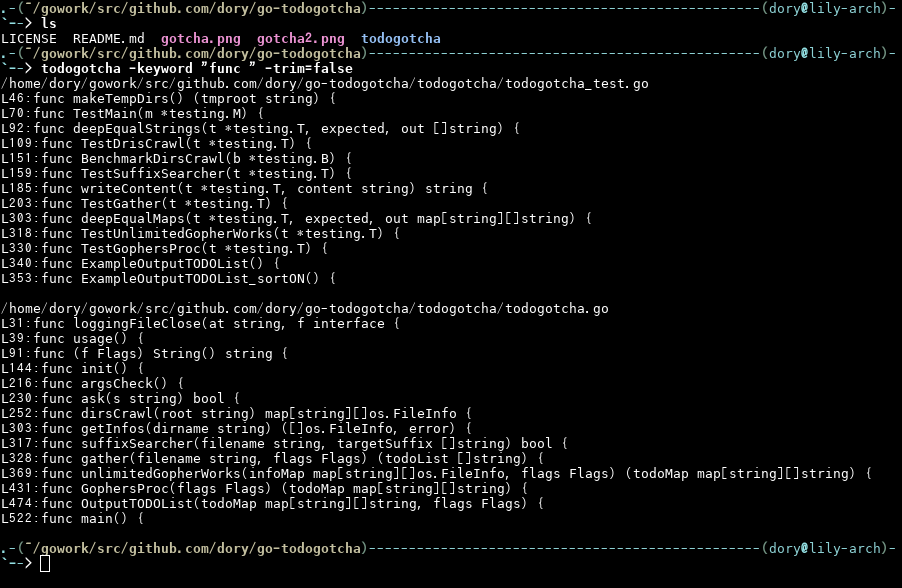 .-(~/gowork/src/github.com/dory/go-todogotcha)-------------------------------------------------(dory@lily-arch)-
`--> ls
LICENSE  README.md  gotcha.png  gotcha2.png  todogotcha
.-(~/gowork/src/github.com/dory/go-todogotcha)-------------------------------------------------(dory@lily-arch)-
`--> todogotcha -keyword "func " -trim=false
/home/dory/gowork/src/github.com/dory/go-todogotcha/todogotcha/todogotcha_test.go
L46:func makeTempDirs() (tmproot string) {
L70:func TestMain(m *testing.M) {
L92:func deepEqualStrings(t *testing.T, expected, out []string) {
L109:func TestDrisCrawl(t *testing.T) {
L151:func BenchmarkDirsCrawl(b *testing.B) {
L159:func TestSuffixSearcher(t *testing.T) {
L185:func writeContent(t *testing.T, content string) string {
L203:func TestGather(t *testing.T) {
L303:func deepEqualMaps(t *testing.T, expected, out map[string][]string) {
L318:func TestUnlimitedGopherWorks(t *testing.T) {
L330:func TestGophersProc(t *testing.T) {
L340:func ExampleOutputTODOList() {
L353:func ExampleOutputTODOList_sortON() {
/home/dory/gowork/src/github.com/dory/go-todogotcha/todogotcha/todogotcha.go
L31:func loggingFileClose(at string, f interface {
L39:func usage() {
L91:func (f Flags) String() string {
L144:func init() {
L216:func argsCheck() {
L230:func ask(s string) bool {
L252:func dirsCrawl(root string) map[string][]os.FileInfo {
L303:func getInfos(dirname string) ([]os.FileInfo, error) {
L317:func suffixSearcher(filename string, targetSuffix []string) bool {
L328:func gather(filename string, flags Flags) (todoList []string) {
L369:func unlimitedGopherWorks(infoMap map[string][]os.FileInfo, flags Flags) (todoMap map[string][]string) {
L431:func GophersProc(flags Flags) (todoMap map[string][]string) {
L474:func OutputTODOList(todoMap map[string][]string, flags Flags) {
L522:func main() {
.-(~/gowork/src/github.com/dory/go-todogotcha)-------------------------------------------------(dory@lily-arch)-
`-->